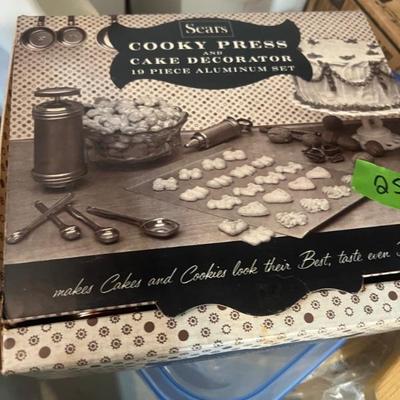 Sears
COOKY PRESS
AND
CAKE DECORATOR
19 PIECE ALUMINUM SET
makes Cakes and Cookies look their Best, taste even